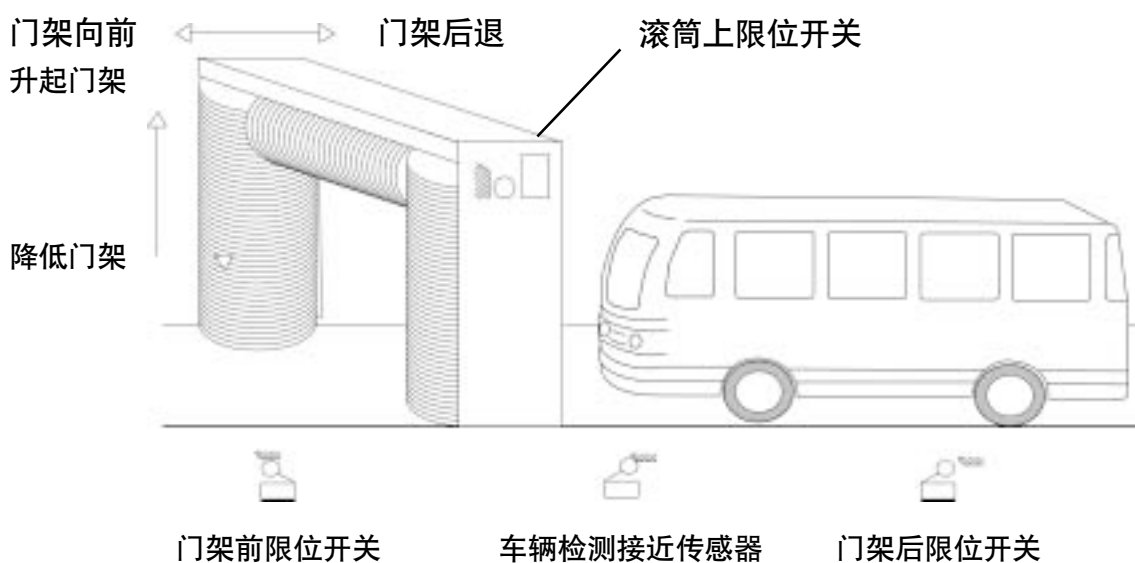 门架向前
门架后退
滚筒上限位开关
升起门架
降低门架
门架前限位开关
车辆检测接近传感器
门架后限位开关